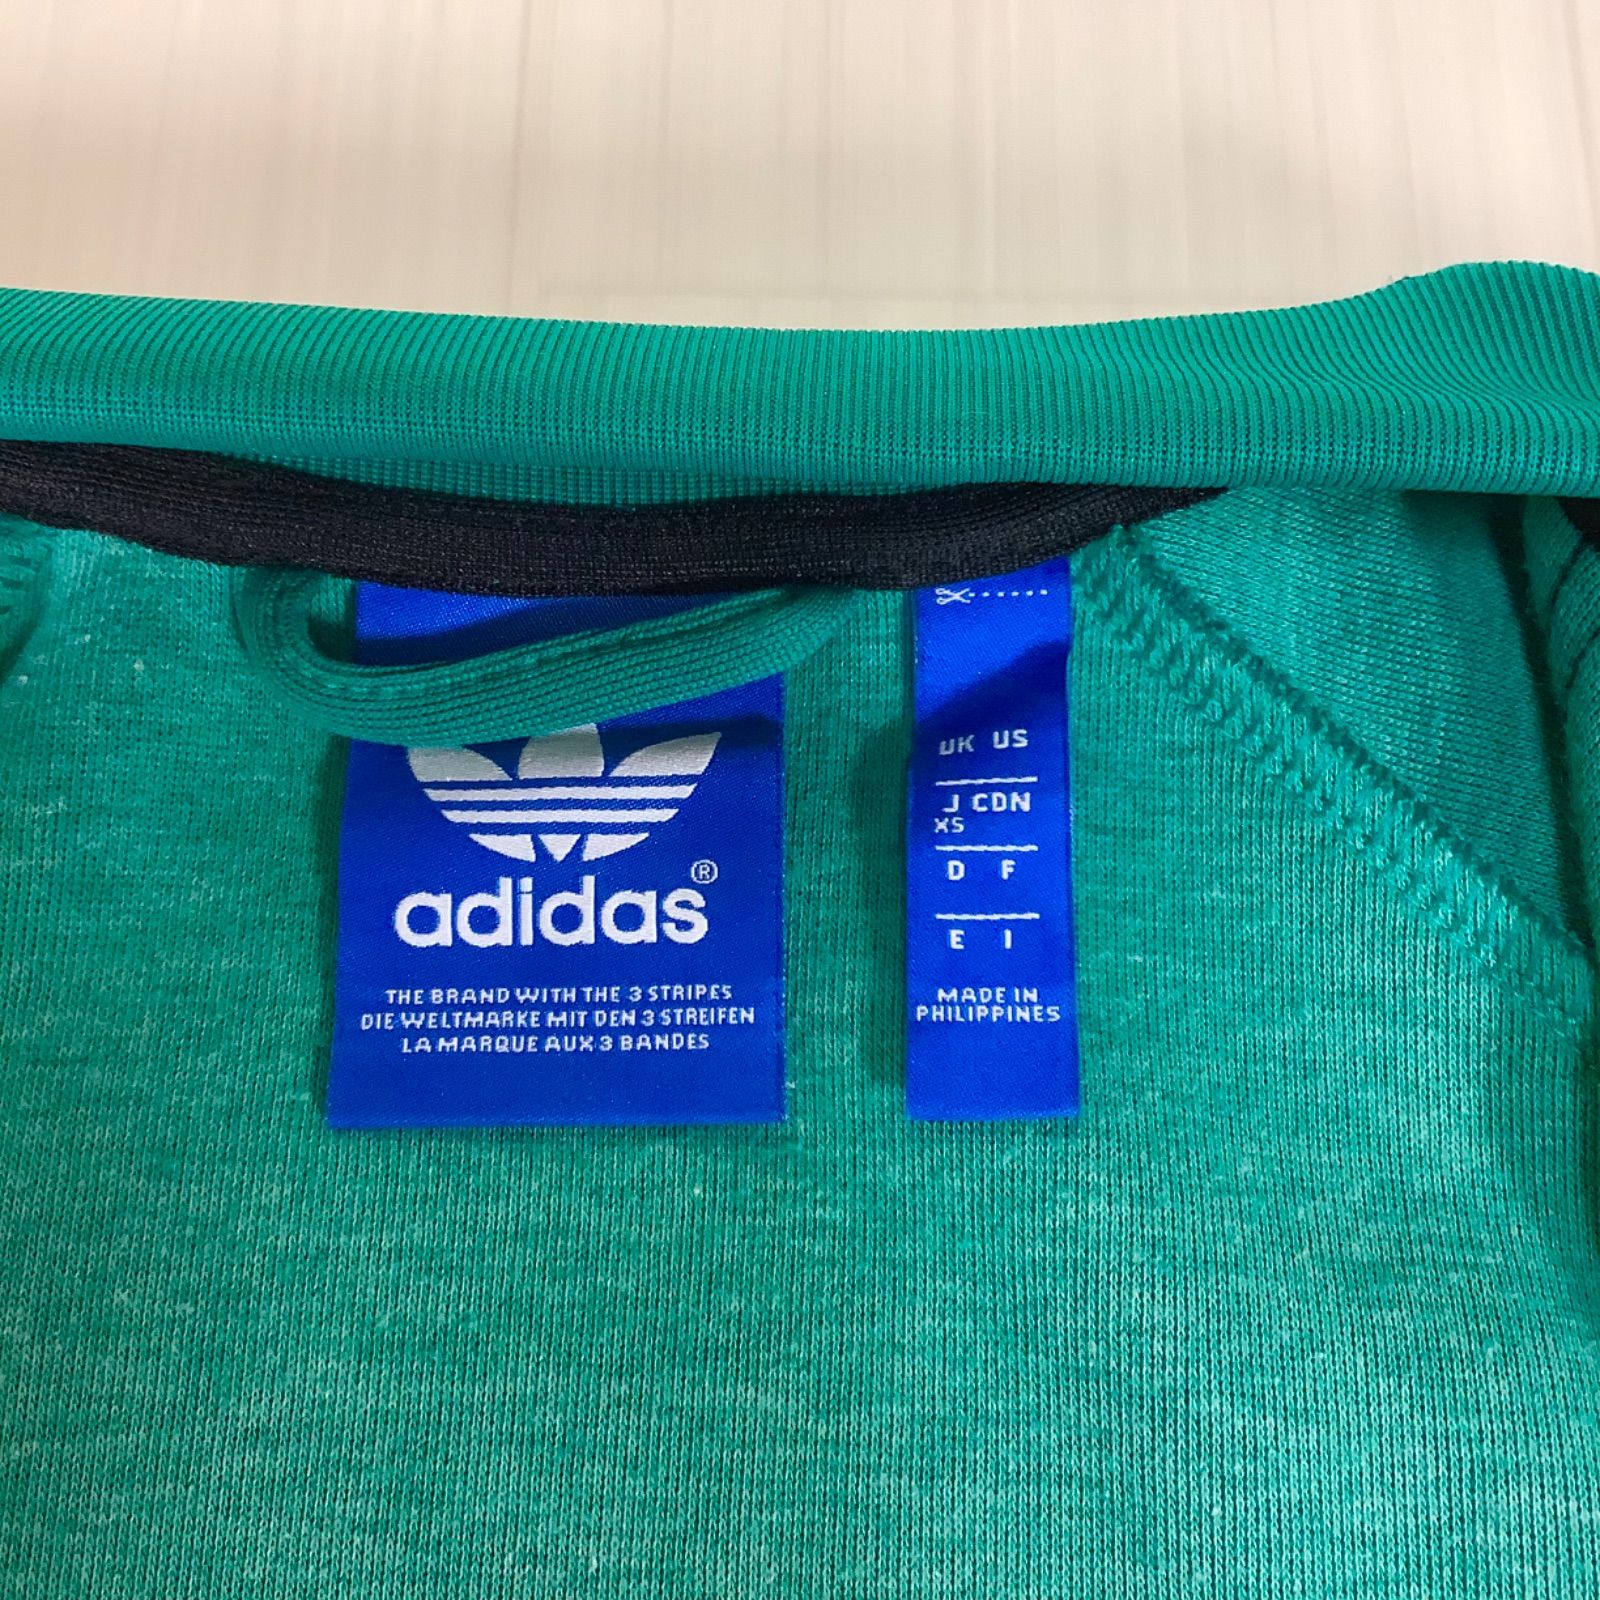 adidas®
THE BRAND WITH THE 3 STRIPES
DIE WELTMARKE MIT DEN 3 STREIFEN
LA MARQUE AUX 3 BANDES
UK US
J CDN
XS
D F
E I
MADE IN
PHILIPPINES